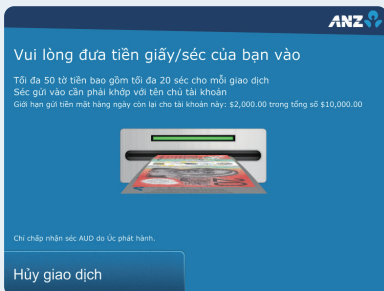 ANZ
Vui lòng đưa tiền giấy/séc của bạn vào
Tối đa 50 tờ tiền bao gồm tối đa 20 séc cho mỗi giao dịch
Séc gửi vào cần phải khớp với tên chủ tài khoản
Giới hạn gửi tiền mặt hàng ngày còn lại cho tài khoản này: $2,000.00 trong tổng số $10,000.00
Chỉ chấp nhận séc AUD do Úc phát hành.
Hủy giao dịch